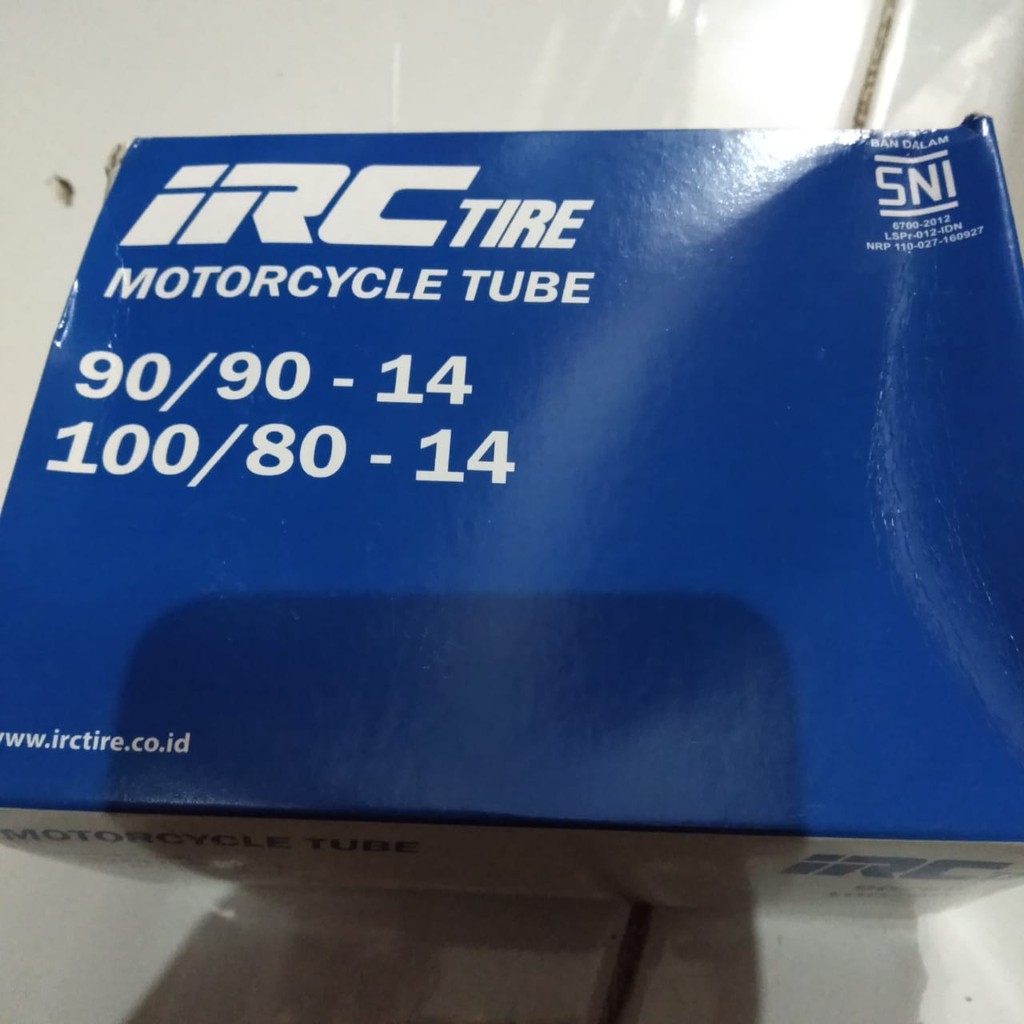 iRC TIRE
MOTORCYCLE TUBE
90/90 - 14
100/80 - 14
BAN DALAM
SNI
6700-2012
LSPr-012-IDN
NRP 110-027-160927
www.irctire.co.id
MOTORCYCLE TUBE
iRC